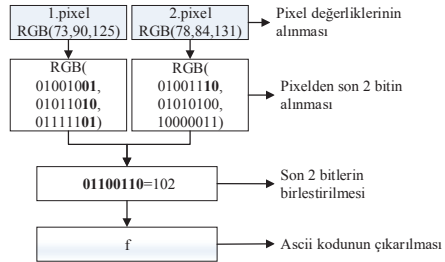 1.pixel
RGB(73,90,125)
2.pixel
RGB(78,84,131)
Pixel değerliklerinin
alınması
RGB(
01001001,
01011010,
01111101)
RGB(
01001110,
01010100,
10000011)
Pixelden son 2 bitin
alınması
01100110=102
Son 2 bitlerin
birlestirilmesi
f
Ascii kodunun çıkarılması